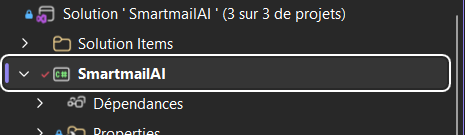 Solution ' SmartmailAI ' (3 sur 3 de projets)
Solution Items
C# SmartmailAI
Dépendances
Properties